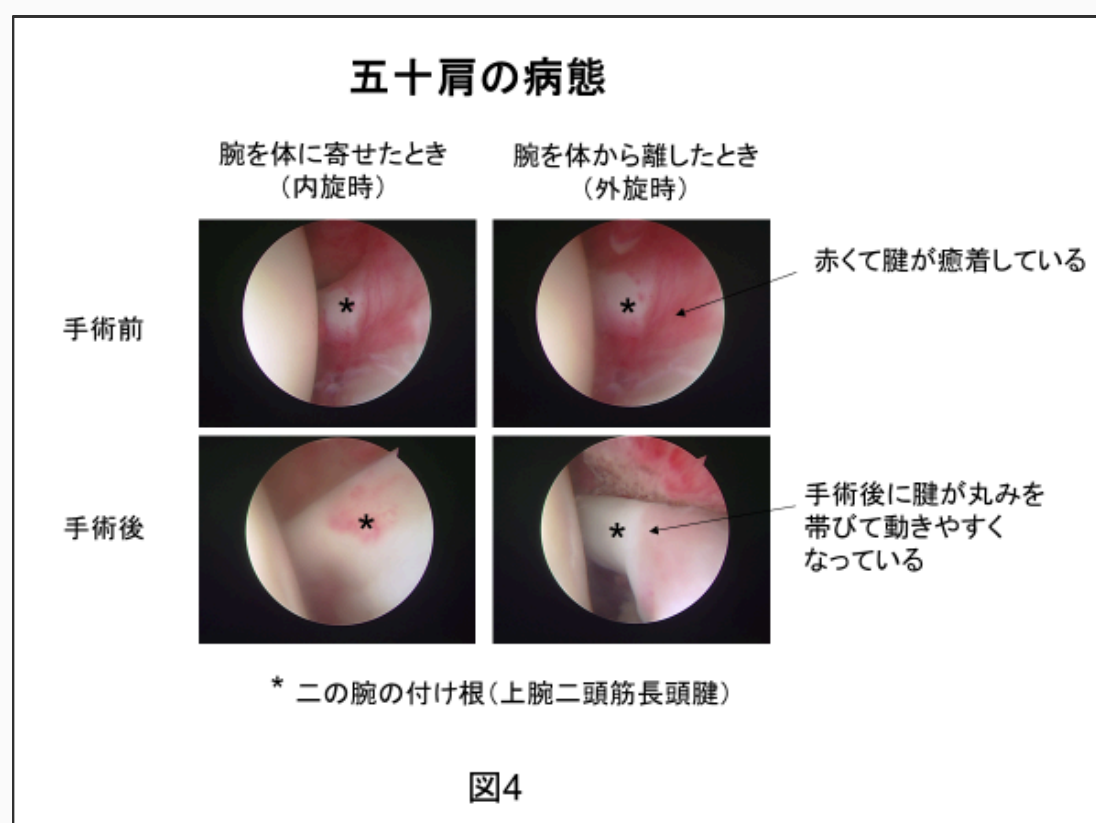 五十肩の病態
腕を体に寄せたとき
（内旋時）
腕を体から離したとき
（外旋時）
手術前
*
*
赤くて腱が癒着している
手術後
*
*
手術後に腱が丸みを
帯びて動きやすく
なっている
* 二の腕の付け根（上腕二頭筋長頭腱）
図4